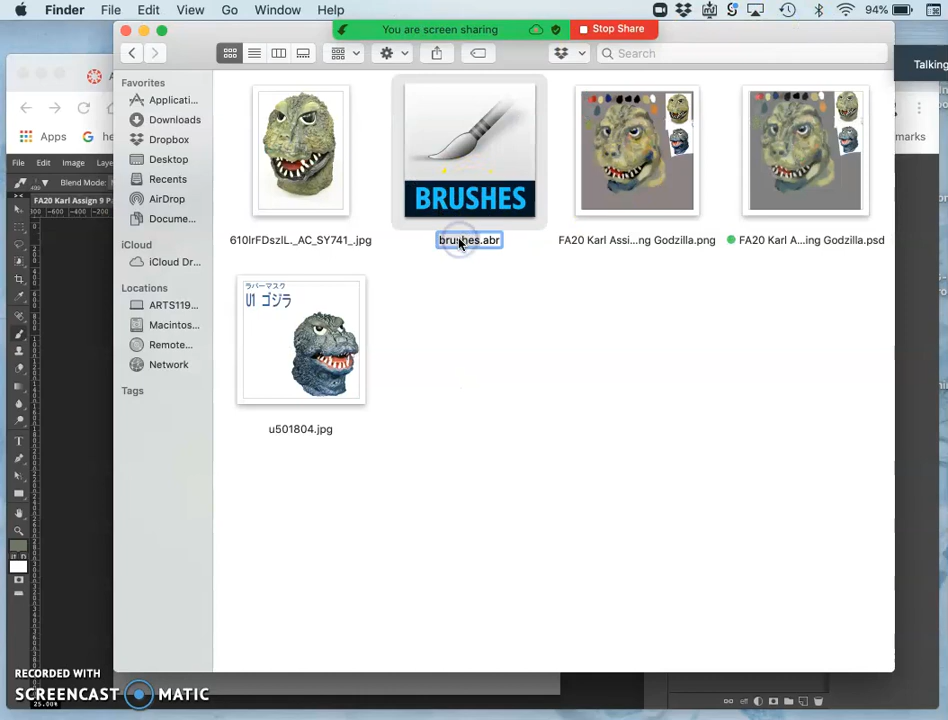 Finder File Edit View Go Window Help 94%
You are screen sharing Stop Share
Search
Talking
Favorites
Applicati...
Downloads
Dropbox
Desktop
Recents
AirDrop
Docume...
iCloud
iCloud Dr...
Locations
ARTS119...
Macintos...
Remote...
Network
Tags
Apps
File Edit Image
Blend Mode:
FA20 Karl Assign 9 P
BRUSHES
610IrFDszIL._AC_SY741_.jpg
brushes.abr
FA20 Karl Assi...ng Godzilla.png
FA20 Karl A...ing Godzilla.psd
ラバーマスク
U1 ゴジラ
u501804.jpg
RECORDED WITH
SCREENCAST MATIC
25.00%